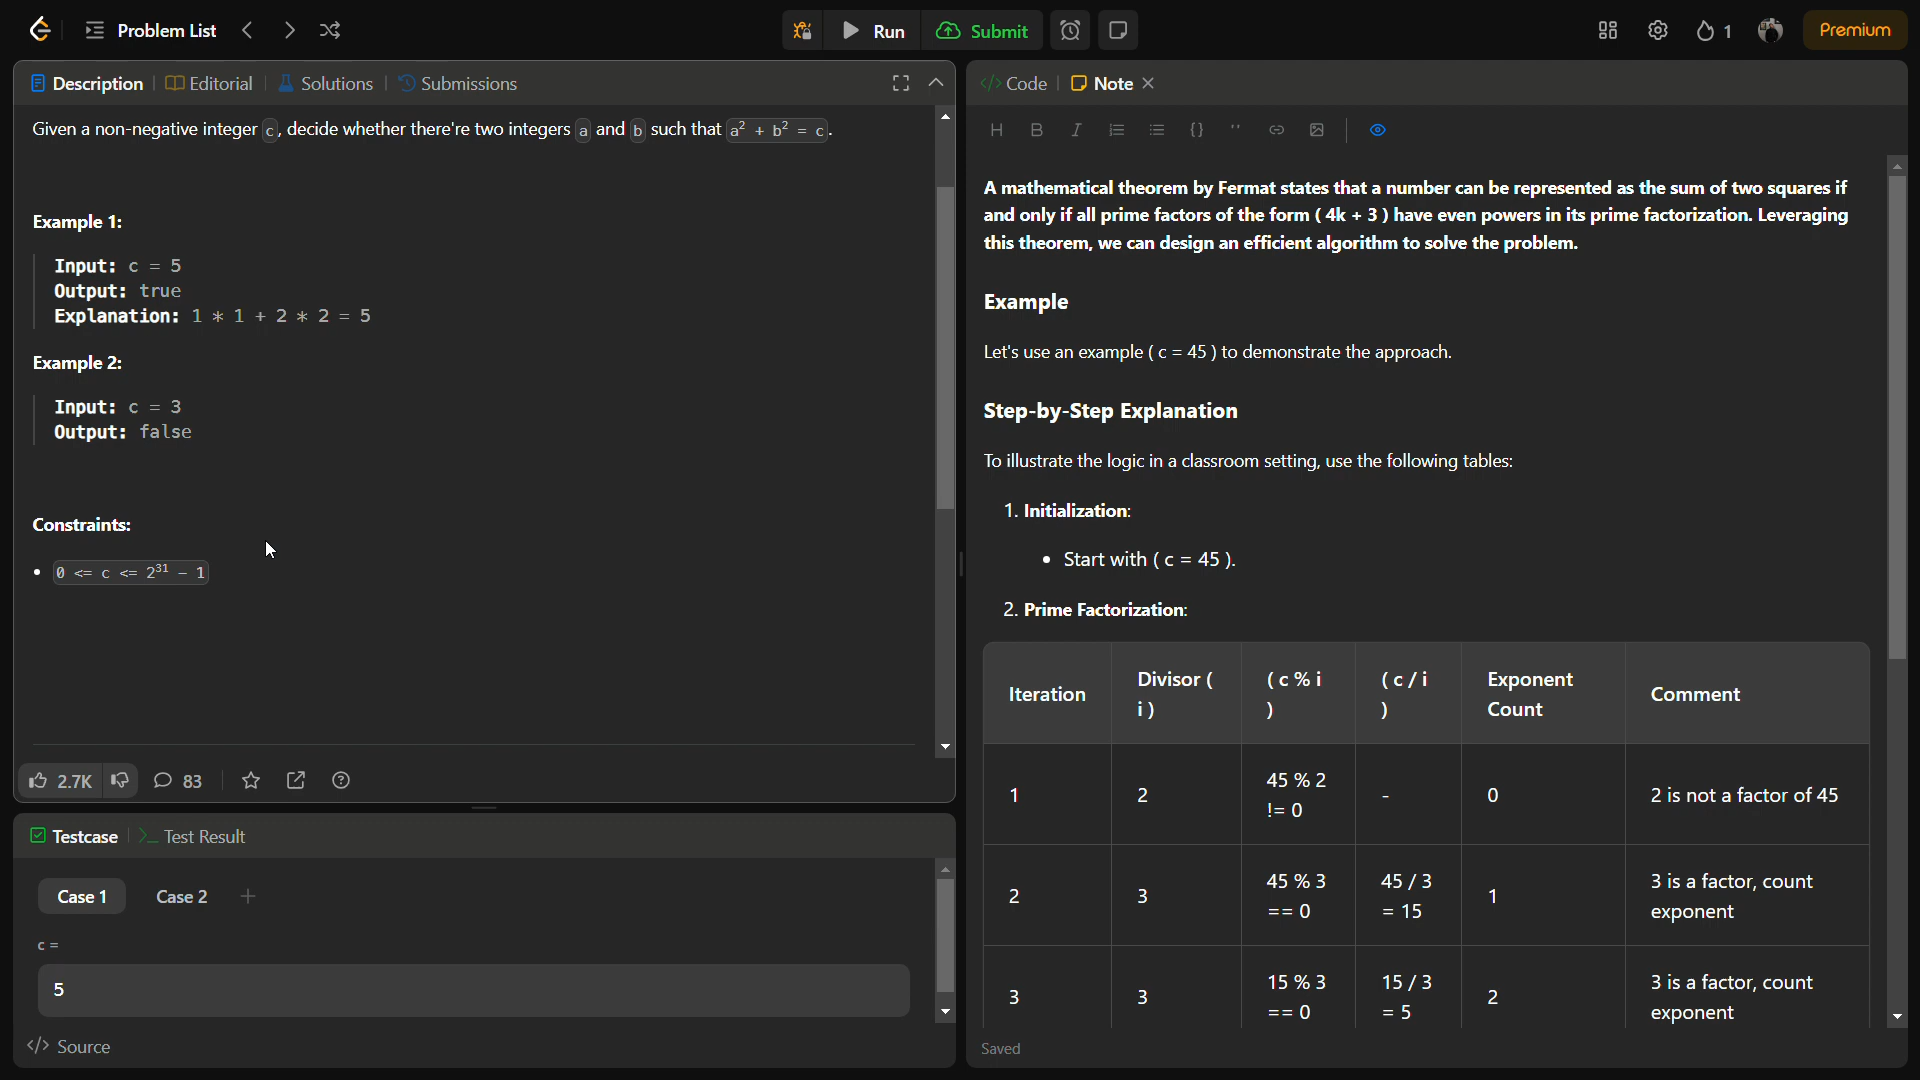 Problem List
Run
Submit
1
Premium
Description
Editorial
Solutions
Submissions
Given a non-negative integer c, decide whether there're two integers a and b such that a² + b² = c.
Example 1:
Input: c = 5
Output: true
Explanation: 1 * 1 + 2 * 2 = 5
Example 2:
Input: c = 3
Output: false
Constraints:
• 0 <= c <= 2³¹ - 1
2.7K
83
Testcase
Test Result
Case 1
Case 2
+
c =
5
</> Source
</> Code
Note
H B I {} "
A mathematical theorem by Fermat states that a number can be represented as the sum of two squares if
and only if all prime factors of the form ( 4k + 3 ) have even powers in its prime factorization. Leveraging
this theorem, we can design an efficient algorithm to solve the problem.
Example
Let's use an example ( c = 45 ) to demonstrate the approach.
Step-by-Step Explanation
To illustrate the logic in a classroom setting, use the following tables:
1. Initialization:
• Start with ( c = 45 ).
2. Prime Factorization:
Iteration
Divisor (
i )
( c % i
)
( c / i
)
Exponent
Count
Comment
1
2
45 % 2
!= 0
-
0
2 is not a factor of 45
2
3
45 % 3
== 0
45 / 3
= 15
1
3 is a factor, count
exponent
3
3
15 % 3
== 0
15 / 3
= 5
2
3 is a factor, count
exponent
Saved